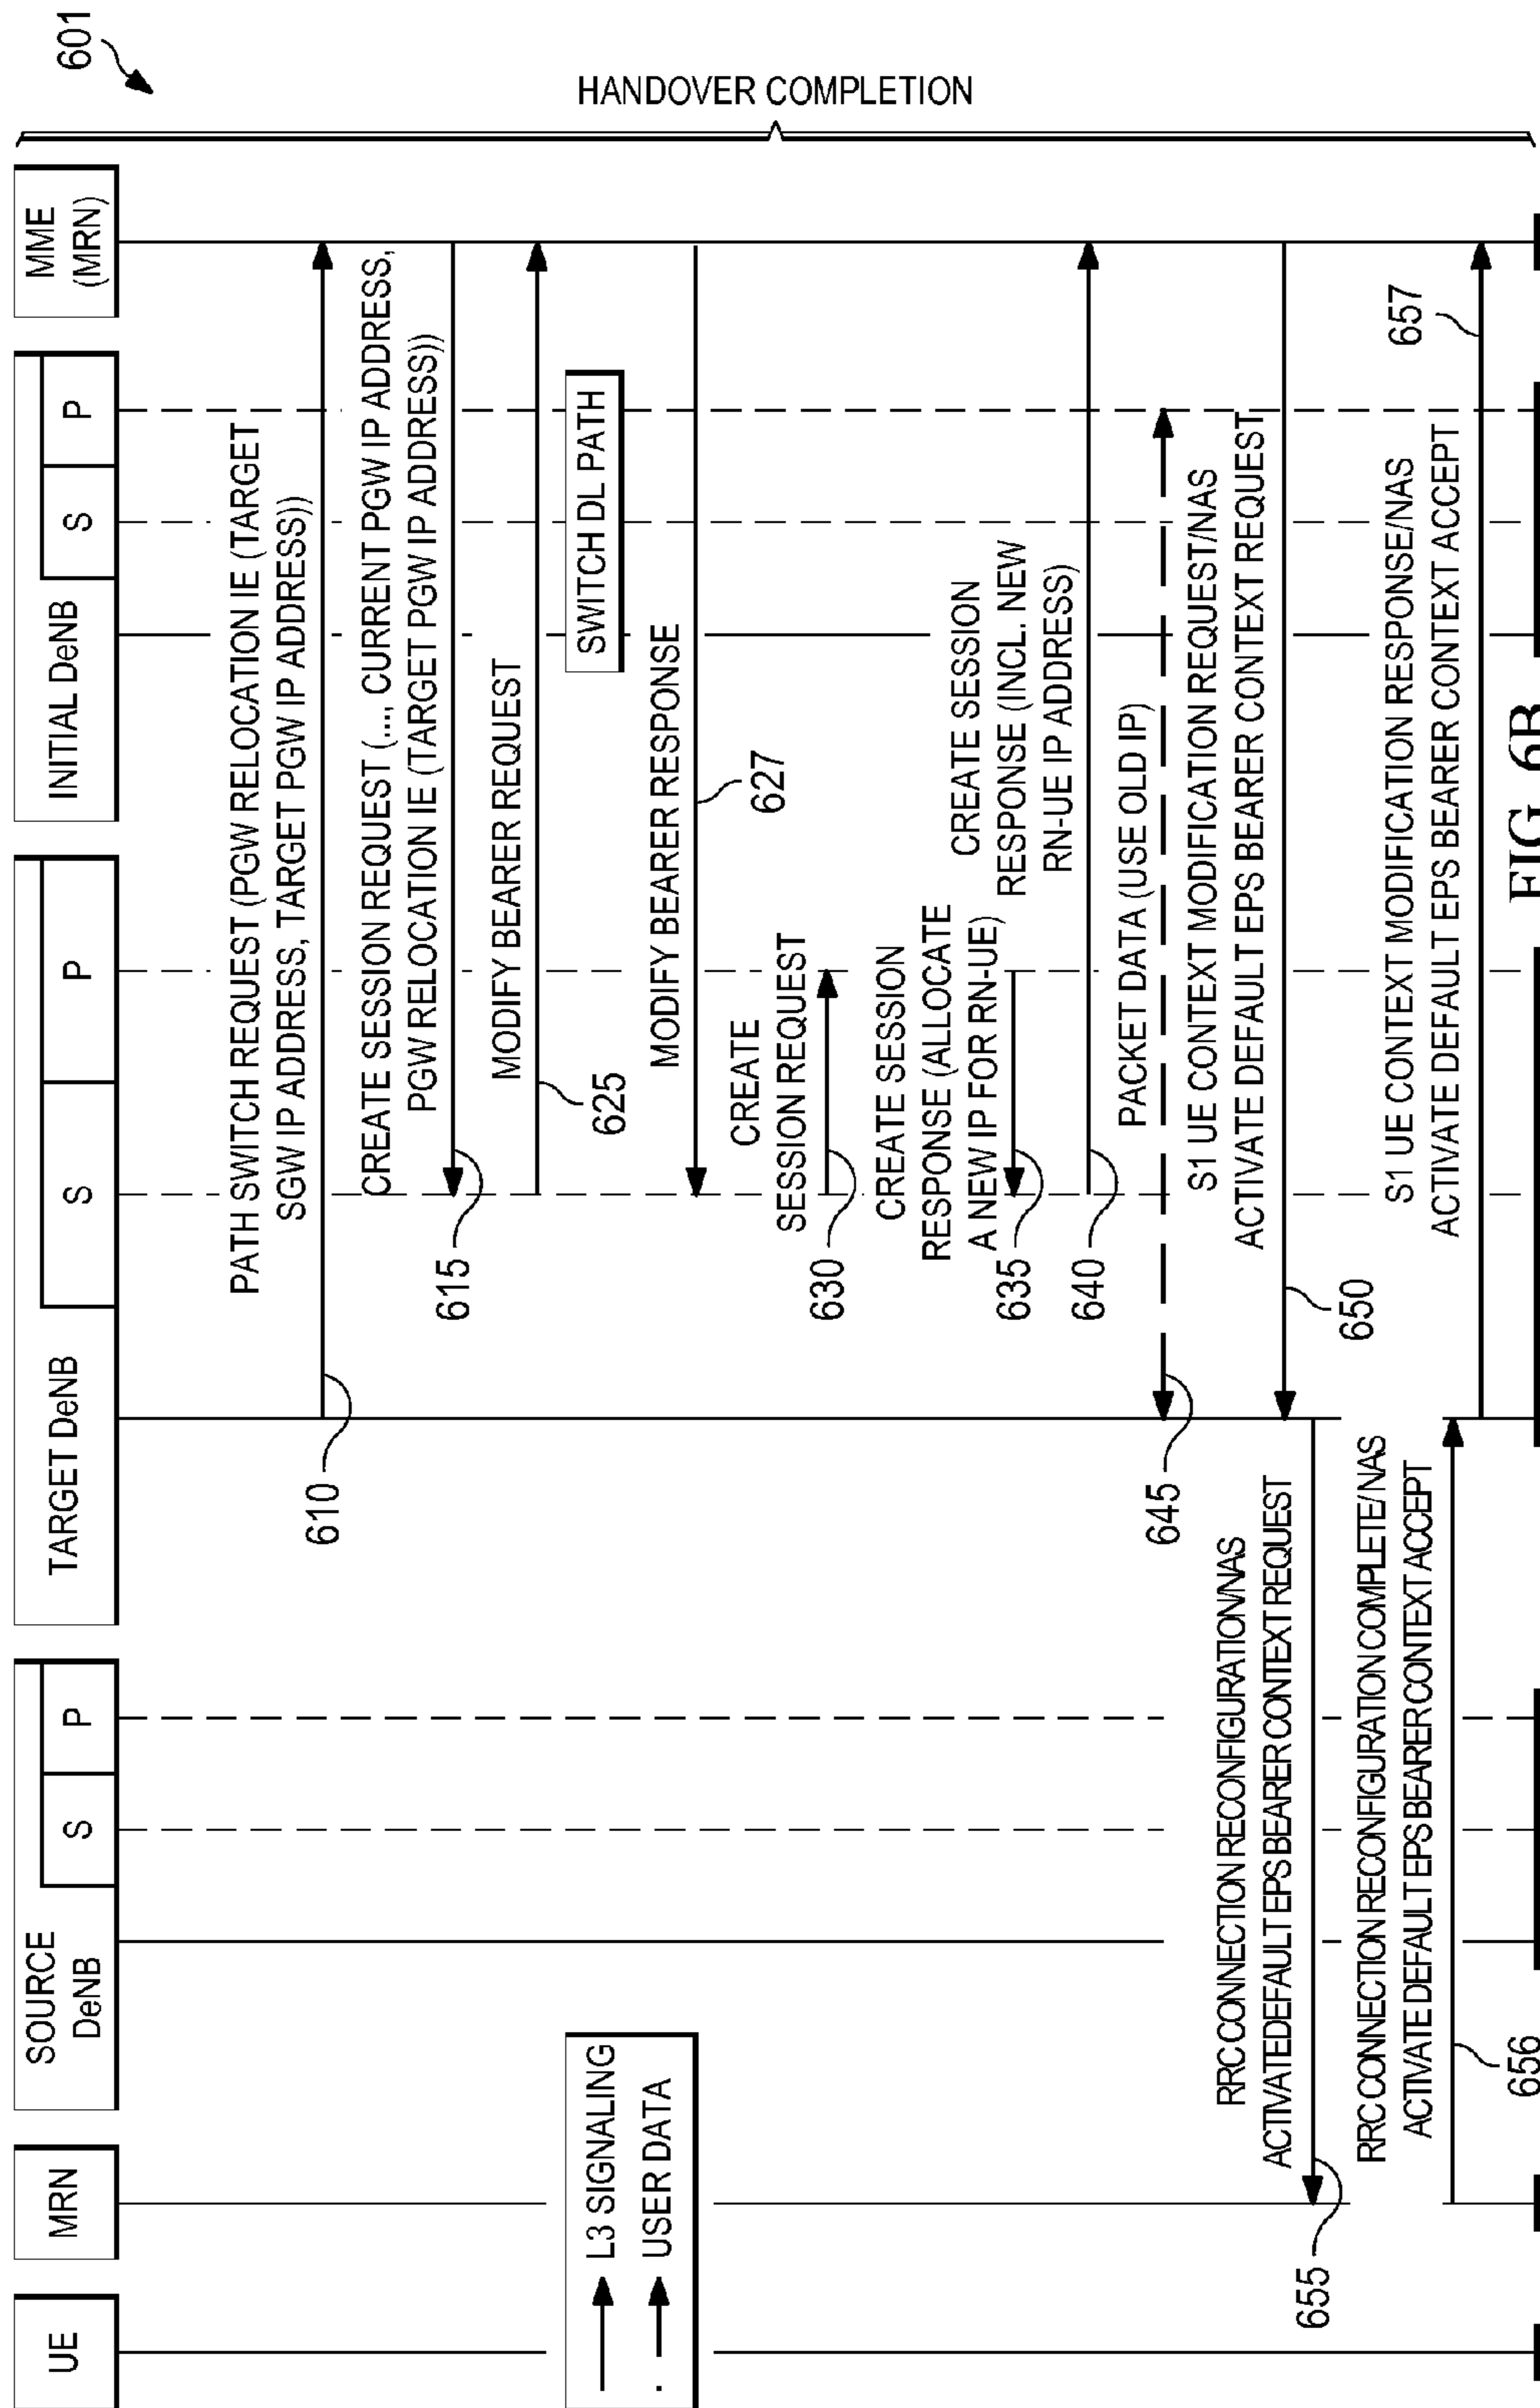 601
HANDOVER COMPLETION
UE
MRN
SOURCE
DeNB
S
P
TARGET DeNB
S
P
INITIAL DeNB
S
P
MME
(MRN)
PATH SWITCH REQUEST (PGW RELOCATION IE (TARGET
SGW IP ADDRESS, TARGET PGW IP ADDRESS))
610
CREATE SESSION REQUEST (..., CURRENT PGW IP ADDRESS,
PGW RELOCATION IE (TARGET PGW IP ADDRESS))
615
MODIFY BEARER REQUEST
625
SWITCH DL PATH
L3 SIGNALING
USER DATA
MODIFY BEARER RESPONSE
627
CREATE
SESSION REQUEST
630
CREATE SESSION
RESPONSE (ALLOCATE
A NEW IP FOR RN-UE)
635
CREATE SESSION
RESPONSE (INCL. NEW
RN-UE IP ADDRESS)
640
PACKET DATA (USE OLD IP)
645
S1 UE CONTEXT MODIFICATION REQUEST/NAS
ACTIVATE DEFAULT EPS BEARER CONTEXT REQUEST
650
RRC CONNECTION RECONFIGURATION/NAS
ACTIVATE DEFAULT EPS BEARER CONTEXT REQUEST
655
RRC CONNECTION RECONFIGURATION COMPLETE/NAS
ACTIVATE DEFAULT EPS BEARER CONTEXT ACCEPT
656
S1 UE CONTEXT MODIFICATION RESPONSE/NAS
ACTIVATE DEFAULT EPS BEARER CONTEXT ACCEPT
657
FIG. 6B